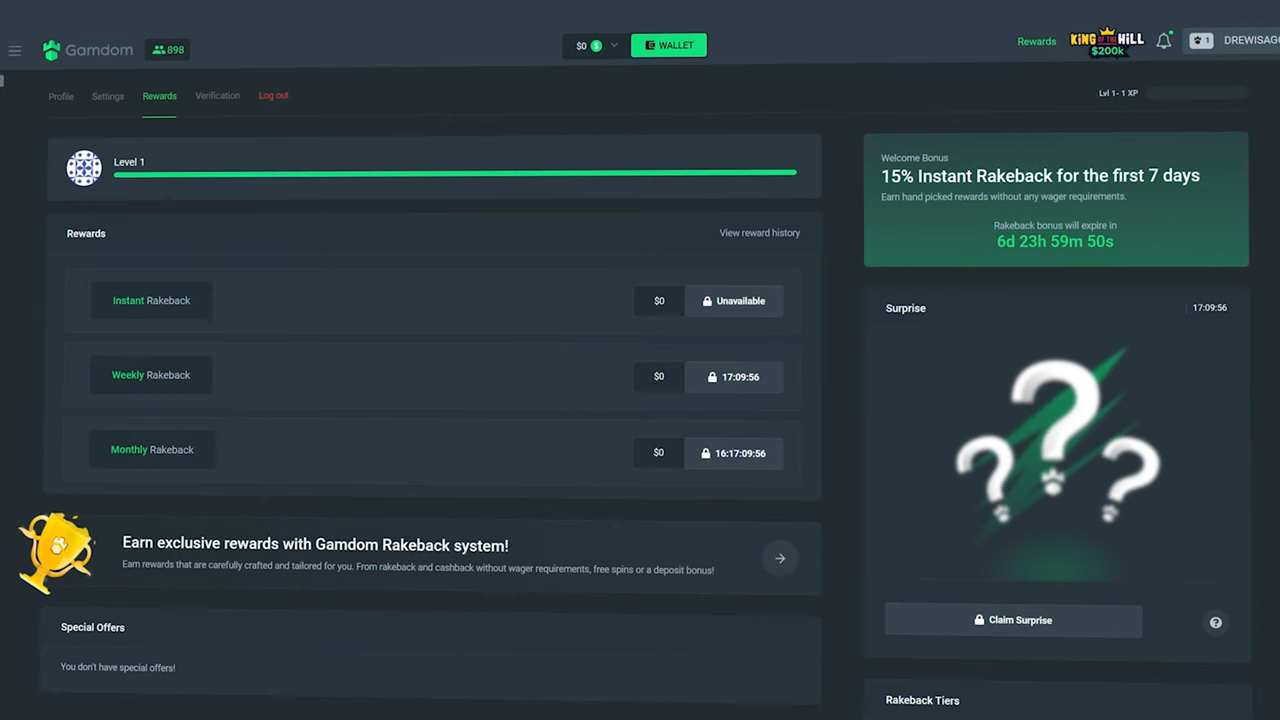 Gamdom
898
$0
WALLET
Rewards
KING OF THE HILL
$200k
1
DREWISAG
Profile
Settings
Rewards
Verification
Log out
Lvl 1- 1 XP
Level 1
Rewards
View reward history
Instant Rakeback
$0
Unavailable
Weekly Rakeback
$0
17:09:56
Monthly Rakeback
$0
16:17:09:56
Earn exclusive rewards with Gamdom Rakeback system!
Earn rewards that are carefully crafted and tailored for you. From rakeback and cashback without wager requirements, free spins or a deposit bonus!
Special Offers
You don't have special offers!
Welcome Bonus
15% Instant Rakeback for the first 7 days
Earn hand picked rewards without any wager requirements.
Rakeback bonus will expire in
6d 23h 59m 50s
Surprise
17:09:56
Claim Surprise
Rakeback Tiers